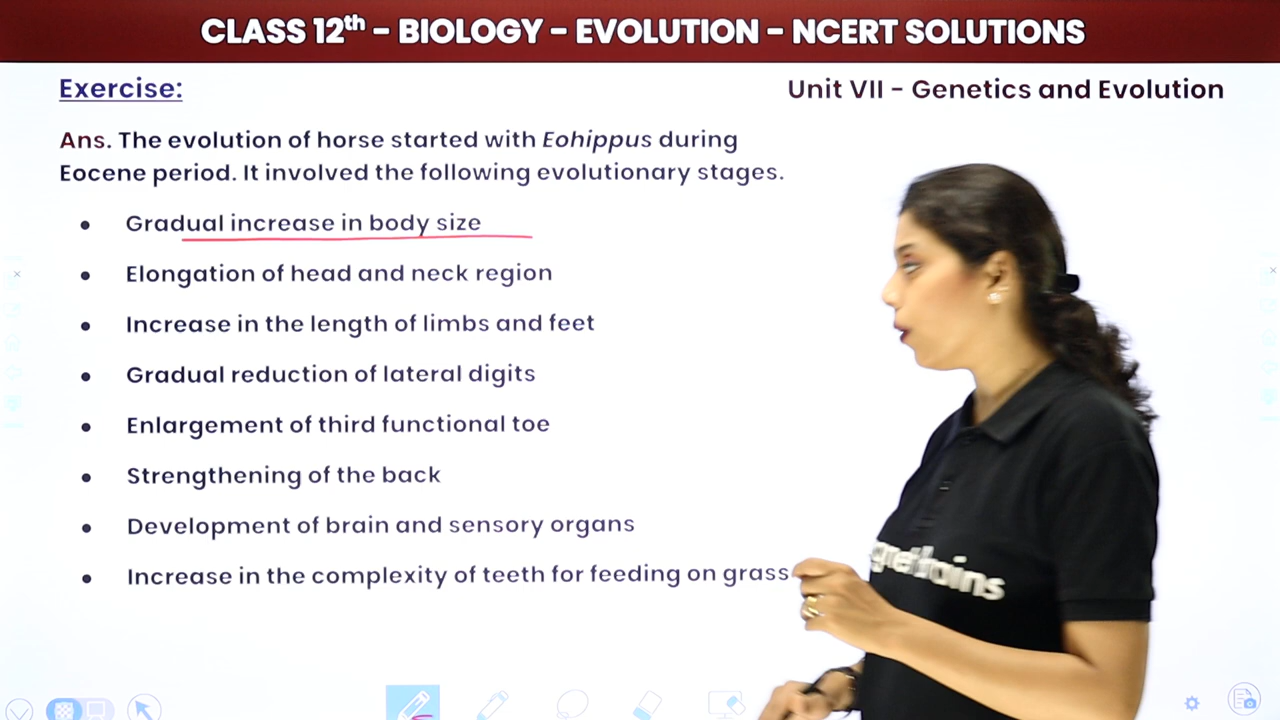 CLASS 12th – BIOLOGY – EVOLUTION – NCERT SOLUTIONS
Exercise:
Unit VII – Genetics and Evolution
Ans. The evolution of horse started with Eohippus during
Eocene period. It involved the following evolutionary stages.
• Gradual increase in body size
• Elongation of head and neck region
• Increase in the length of limbs and feet
• Gradual reduction of lateral digits
• Enlargement of third functional toe
• Strengthening of the back
• Development of brain and sensory organs
• Increase in the complexity of teeth for feeding on grass